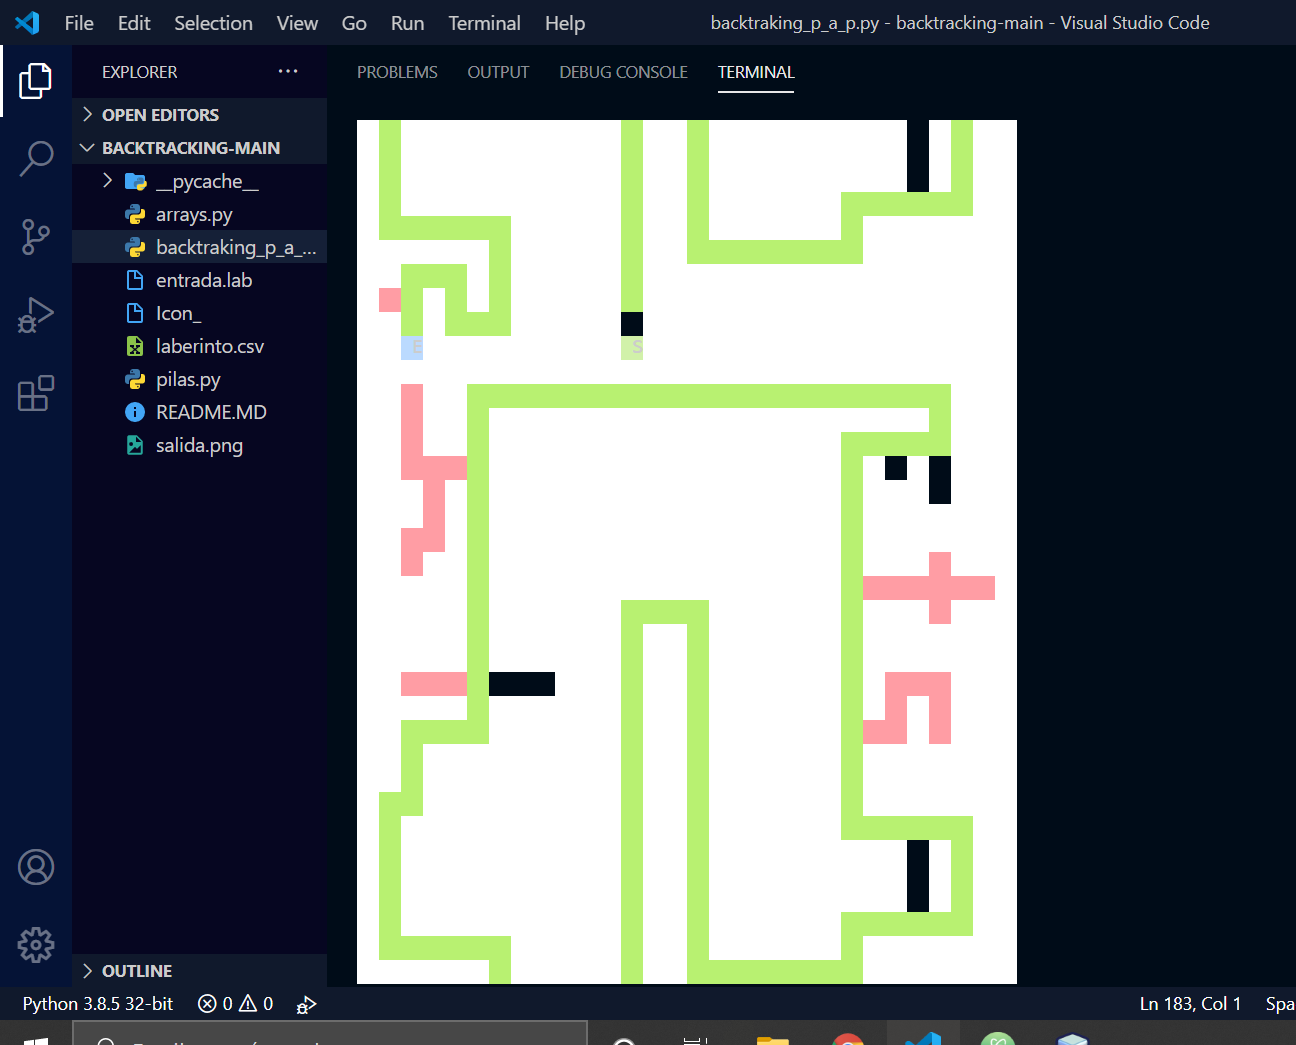 File Edit Selection View Go Run Terminal Help backtraking_p_a_p.py - backtracking-main - Visual Studio Code
EXPLORER ...
PROBLEMS OUTPUT DEBUG CONSOLE TERMINAL
OPEN EDITORS
BACKTRACKING-MAIN
__pycache__
arrays.py
backtraking_p_a_...
entrada.lab
Icon_
laberinto.csv
pilas.py
README.MD
salida.png
E S
OUTLINE
Python 3.8.5 32-bit 0 0 Ln 183, Col 1 Spa